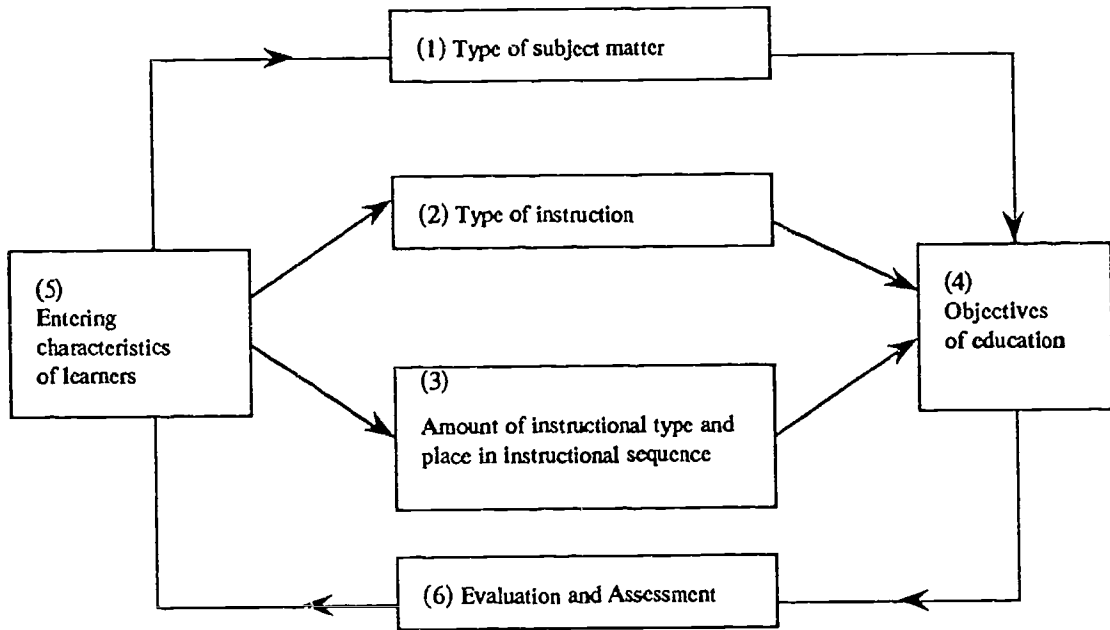 (1) Type of subject matter
(2) Type of instruction
(5)
Entering
characteristics
of learners
(4)
Objectives
of education
(3)
Amount of instructional type and
place in instructional sequence
(6) Evaluation and Assessment